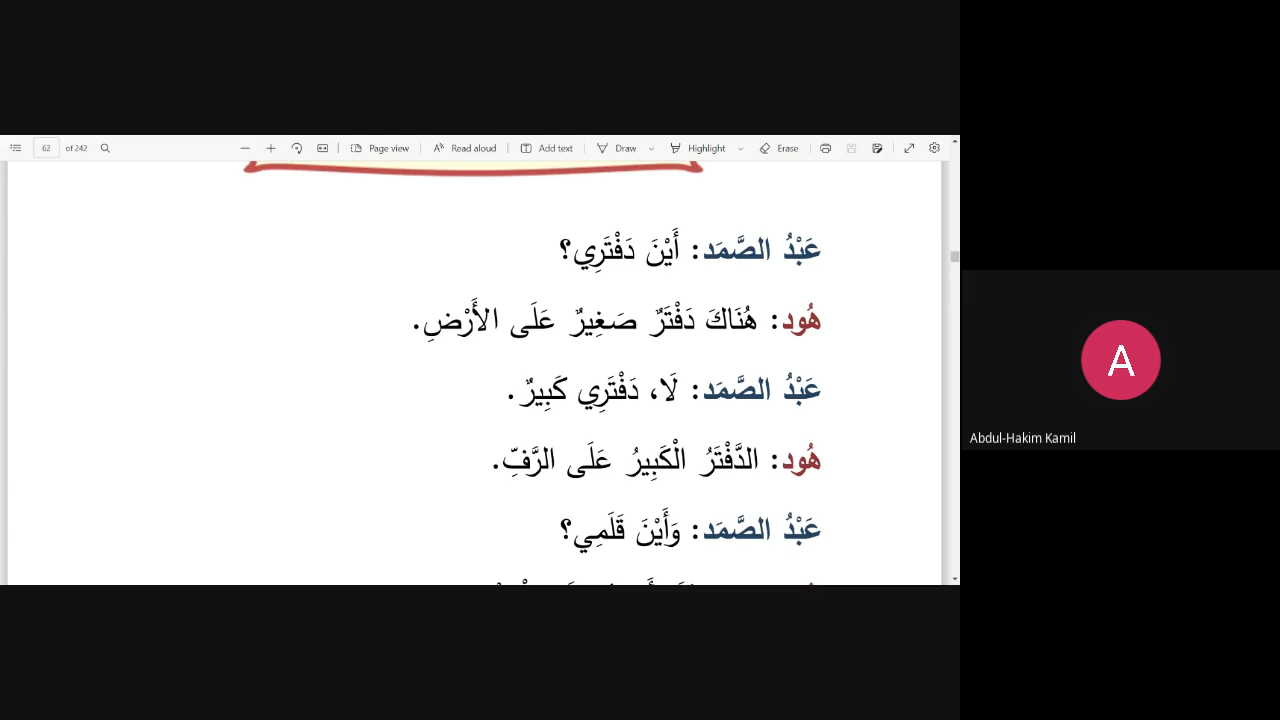 62 of 242 Page view Read aloud Add text Draw Highlight Erase
عَبْدُ الصَّمَد: أَيْنَ دَفْتَرِي؟
هُود: هُنَاكَ دَفْتَرٌ صَغِيرٌ عَلَى الأَرْضِ.
عَبْدُ الصَّمَد: لَا، دَفْتَرِي كَبِيرٌ.
هُود: الدَّفْتَرُ الْكَبِيرُ عَلَى الرَّفِّ.
عَبْدُ الصَّمَد: وَأَيْنَ قَلَمِي؟
A
Abdul-Hakim Kamil